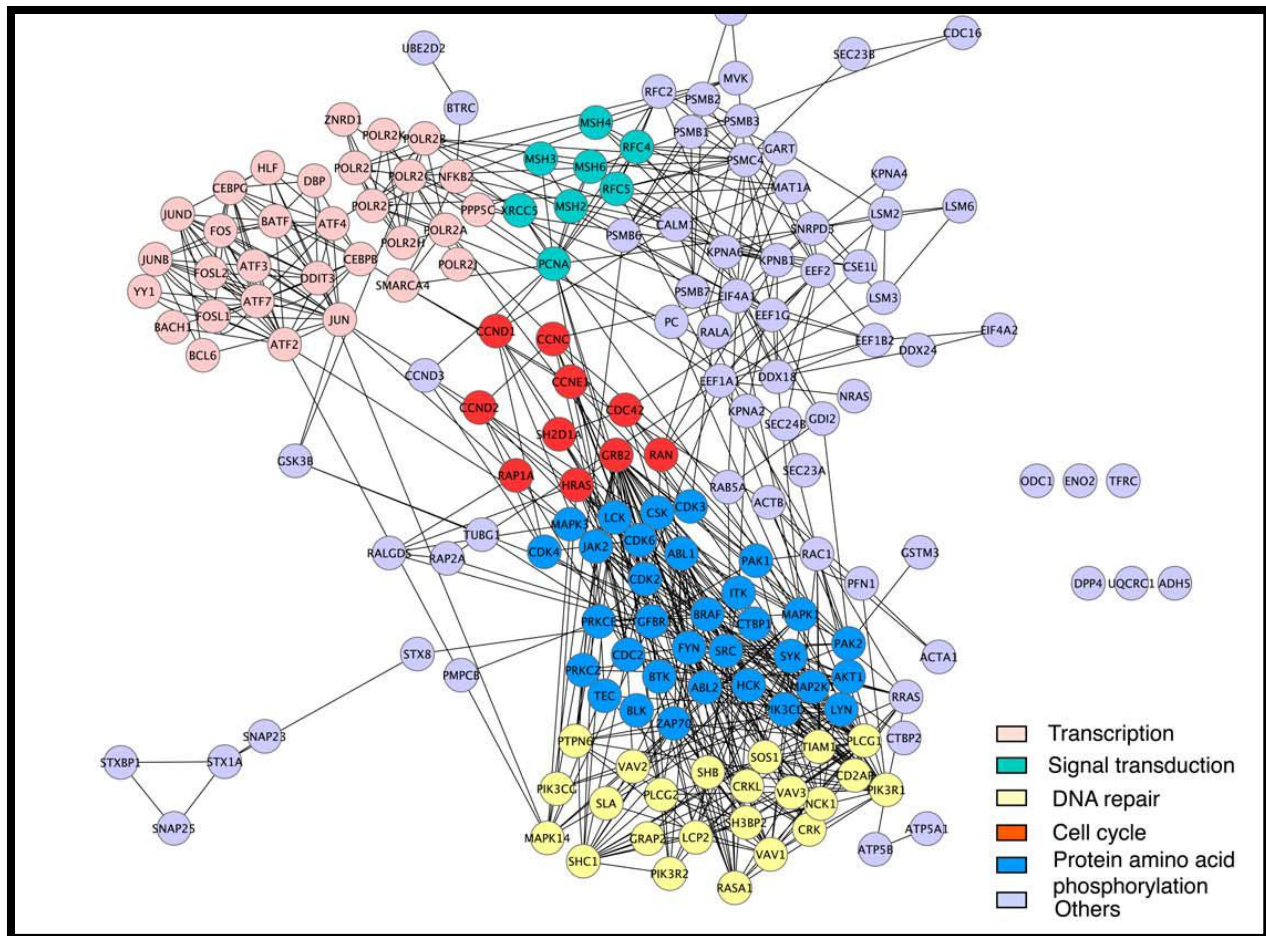 CDC16
UBE2D2
SEC23B
MVK
RFC2
PSMB2
BTRC
ZNRD1
MSH4
PSMB3
PSMB1
POLR2K
POLR2B
RFC4
GART
PSMC4
MSH3
MSH6
HLF
POLR2L
POLR2C
NFKB2
KPNA4
DBP
CEBPG
RFC5
MAT1A
POLR2F
PPP5C
XRCC5
MSH2
LSM6
JUND
BATF
ATF4
LSM2
FOS
POLR2A
CALM1
SNRPD3
PSMB6
POLR2H
KPNA6
JUNB
FOSL2
ATF3
CEBPB
POLR2J
PCNA
KPNB1
EEF2
CSE1L
DDIT3
SMARCA4
YY1
ATF7
PSMB7
EIF4A1
LSM3
FOSL1
JUN
EEF1G
BACH1
PC
RALA
CCND1
CCNC
EIF4A2
ATF2
EEF1B2
DDX24
BCL6
CCND3
CCNE1
EEF1A1
DDX18
NRAS
CCND2
CDC42
KPNA2
SEC24B
GDI2
SH2D1A
GSK3B
GRB2
RAN
RAP1A
HRAS
SEC23A
RAB5A
ACTB
ODC1
ENO2
TFRC
MAPK3
LCK
CSK
CDK3
TUBG1
RALGDS
RAP2A
CDK4
JAK2
CDK6
ABL1
PAK1
RAC1
GSTM3
CDK2
ITK
PFN1
DPP4
UQCRC1
ADH5
PRKCE
TGFBR1
BRAF
CTBP1
MAPK1
PAK2
STX8
CDC2
FYN
SRC
SYK
ACTA1
PMPCB
PRKCZ
BTK
ABL2
HCK
MAP2K1
AKT1
TEC
BLK
ZAP70
PIK3CD
LYN
RRAS
SNAP23
PTPN6
TIAM1
PLCG1
CTBP2
Transcription
STXBP1
STX1A
VAV2
SHB
SOS1
CD2AP
Signal transduction
PIK3CG
SLA
PLCG2
CRKL
VAV3
NCK1
PIK3R1
DNA repair
SNAP25
MAPK14
GRAP2
LCP2
SH3BP2
CRK
ATP5A1
Cell cycle
SHC1
VAV1
ATP5B
Protein amino acid
phosphorylation
PIK3R2
RASA1
Others